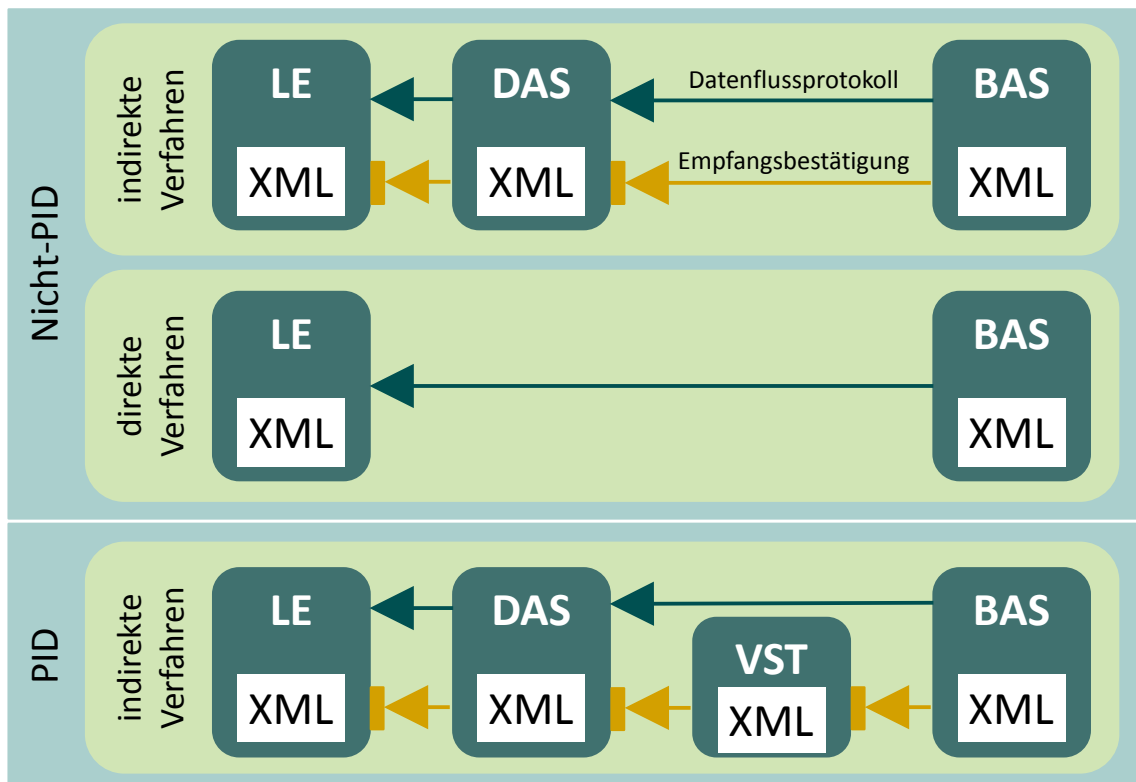 Nicht-PID
indirekte
Verfahren
LE
DAS
BAS
Datenflussprotokoll
Empfangsbestätigung
XML
XML
XML
direkte
Verfahren
LE
BAS
XML
XML
PID
indirekte
Verfahren
LE
DAS
BAS
VST
XML
XML
XML
XML